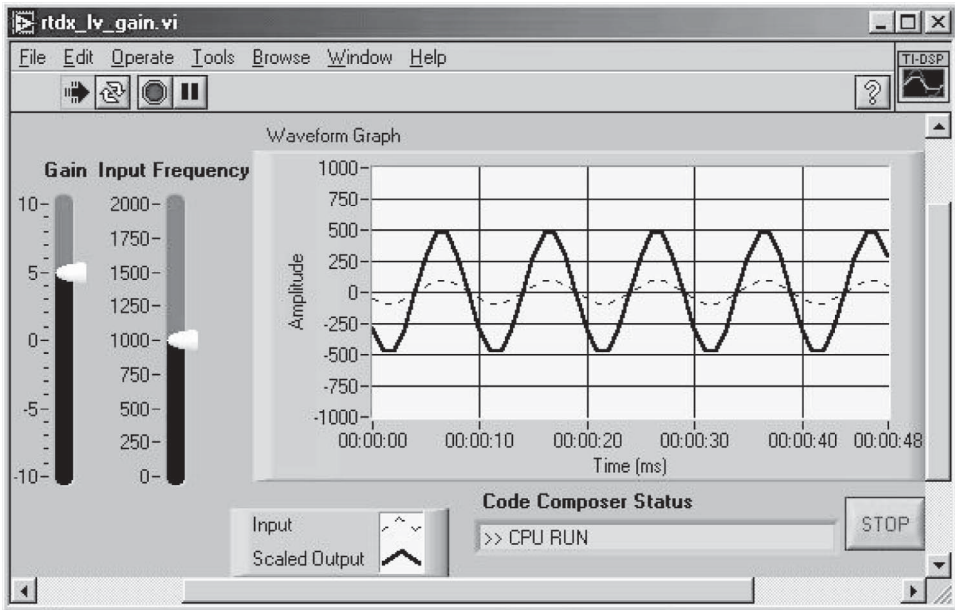 rtdx_lv_gain.vi
File Edit Operate Tools Browse Window Help
TI-DSP
?
Waveform Graph
Gain Input Frequency
10
5
0
-5
-10
2000
1750
1500
1250
1000
750
500
250
0
Amplitude
1000
750
500
250
0
-250
-500
-750
-1000
00:00:00 00:00:10 00:00:20 00:00:30 00:00:40 00:00:48
Time (ms)
Input
Scaled Output
Code Composer Status
>> CPU RUN
STOP